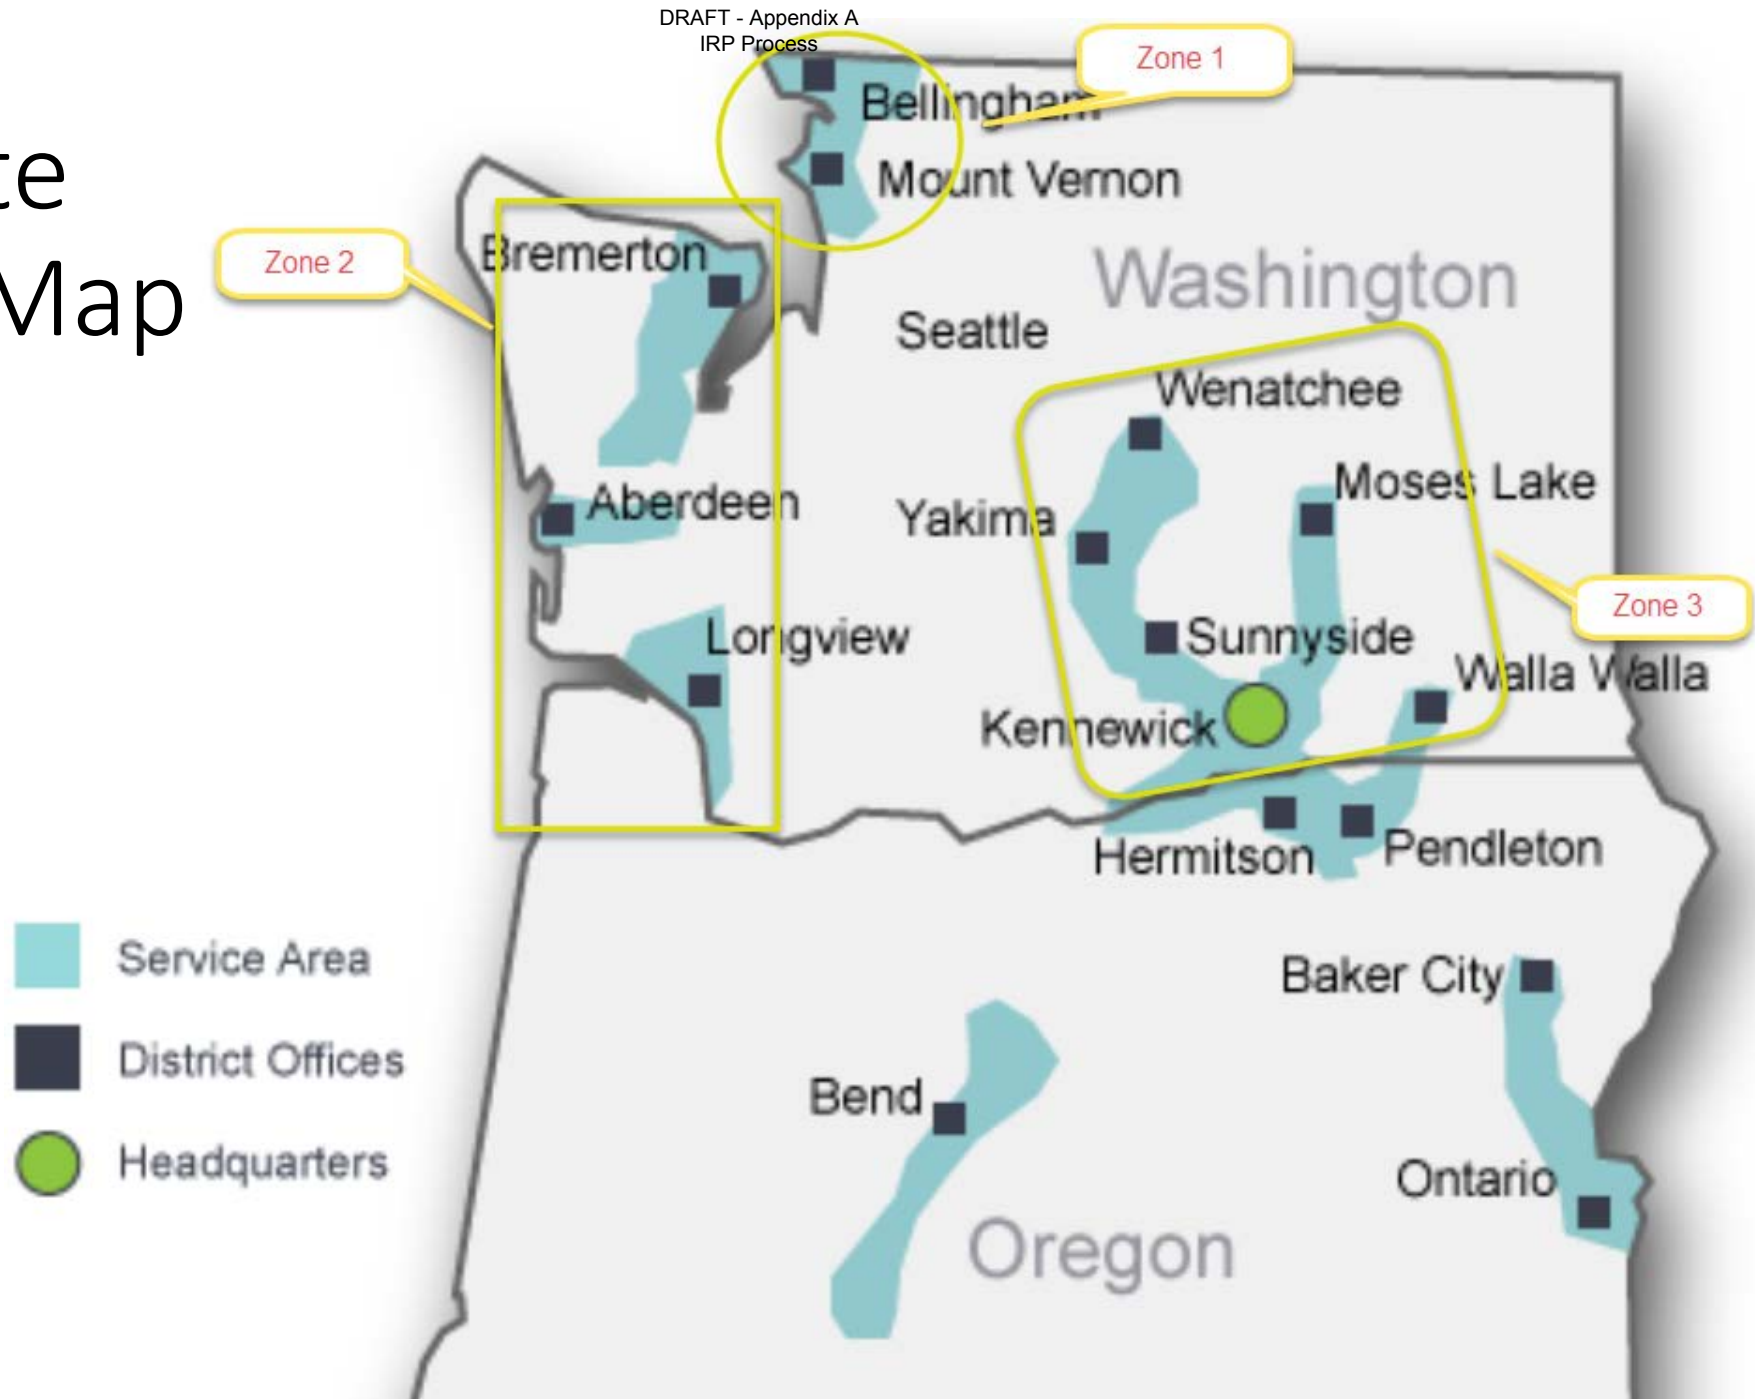 DRAFT - Appendix A
IRP Process
te
Map
Zone 1
Bellingham
Mount Vernon
Zone 2
Bremerton
Washington
Seattle
Wenatchee
Moses Lake
Aberdeen
Yakima
Zone 3
Longview
Sunnyside
Walla Walla
Kennewick
Hermitson
Pendleton
Service Area
District Offices
Headquarters
Baker City
Bend
Ontario
Oregon